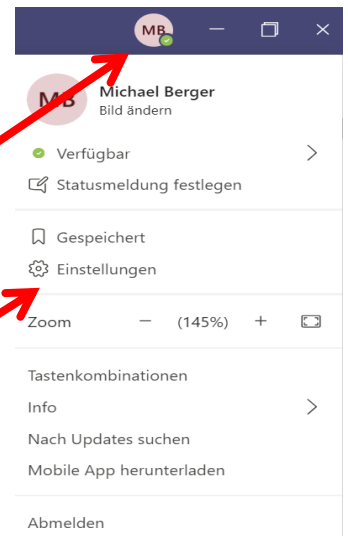 MB
MB
Michael Berger
Bild ändern
Verfügbar
Statusmeldung festlegen
Gespeichert
Einstellungen
Zoom − (145%) +
Tastenkombinationen
Info
Nach Updates suchen
Mobile App herunterladen
Abmelden